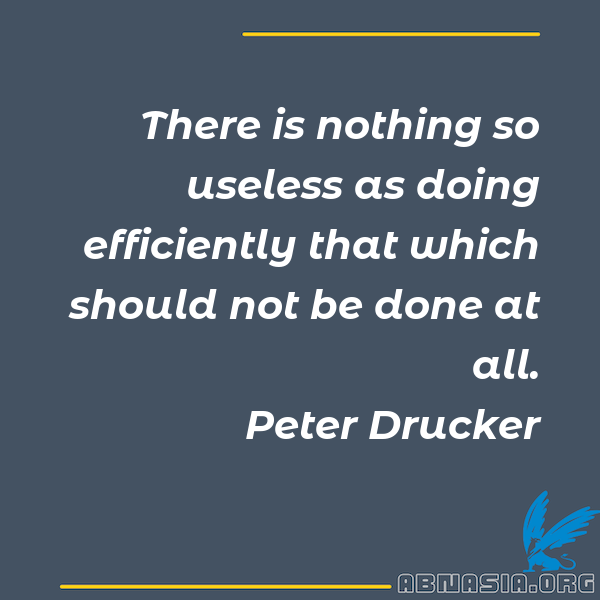 There is nothing so
useless as doing
efficiently that which
should not be done at
all.
Peter Drucker
ABNASIA.ORG